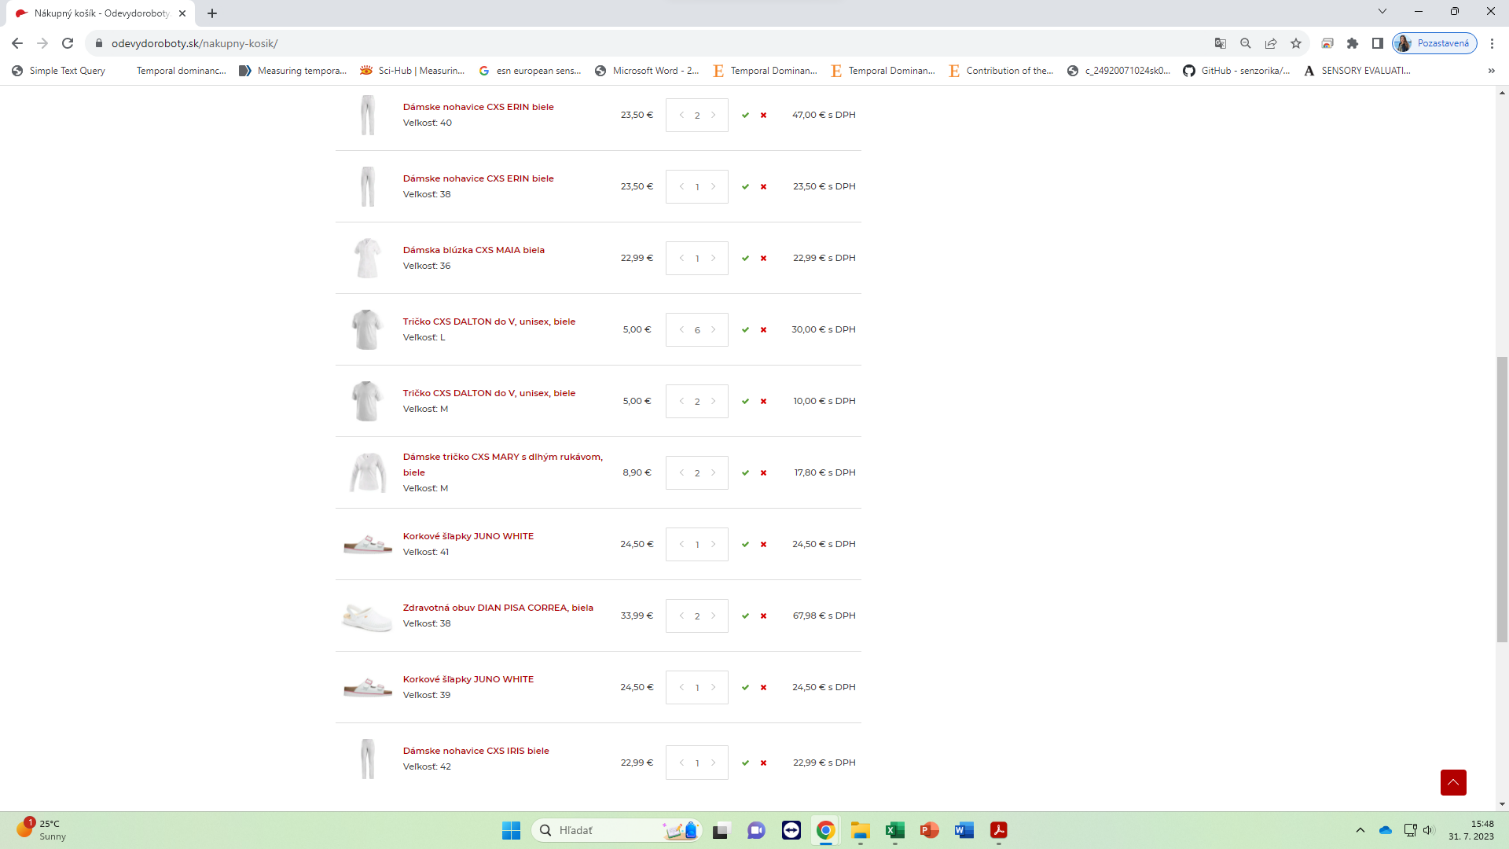 Nákupný košík - Odevydoroboty.
odevydoroboty.sk/nakupny-kosik/
Pozastavená
Simple Text Query
Temporal dominanc...
Measuring tempora...
Sci-Hub | Measurin...
esn european sens...
Microsoft Word - 2...
Temporal Dominan...
Temporal Dominan...
Contribution of the...
c_24920071024sk0...
GitHub - senzorika/...
SENSORY EVALUATI...
»
Dámske nohavice CXS ERIN biele
Veľkosť: 40
23,50 €
2
47,00 € s DPH
Dámske nohavice CXS ERIN biele
Veľkosť: 38
23,50 €
1
23,50 € s DPH
Dámska blúzka CXS MAIA biela
Veľkosť: 36
22,99 €
1
22,99 € s DPH
Tričko CXS DALTON do V, unisex, biele
Veľkosť: L
5,00 €
6
30,00 € s DPH
Tričko CXS DALTON do V, unisex, biele
Veľkosť: M
5,00 €
2
10,00 € s DPH
Dámske tričko CXS MARY s dlhým rukávom,
biele
Veľkosť: M
8,90 €
2
17,80 € s DPH
Korkové šľapky JUNO WHITE
Veľkosť: 41
24,50 €
1
24,50 € s DPH
Zdravotná obuv DIAN PISA CORREA, biela
Veľkosť: 38
33,99 €
2
67,98 € s DPH
Korkové šľapky JUNO WHITE
Veľkosť: 39
24,50 €
1
24,50 € s DPH
Dámske nohavice CXS IRIS biele
Veľkosť: 42
22,99 €
1
22,99 € s DPH
1
25°C
Sunny
Hľadať
15:48
31. 7. 2023